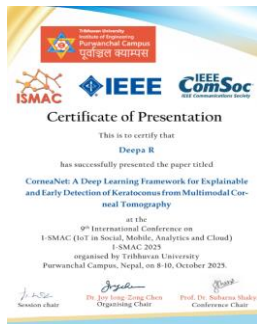 Tribhuvan University
Institute of Engineering
Purwanchal Campus
पूर्वाञ्चल क्याम्पस
ISMAC
IEEE
IEEE
ComSoc
IEEE Communications Society
Certificate of Presentation
This is to certify that
Deepa R
has successfully presented the paper titled
CorneaNet: A Deep Learning Framework for Explainable
and Early Detection of Keratoconus from Multimodal Cor-
neal Tomography
at the
9th International Conference on
I-SMAC (IoT in Social, Mobile, Analytics and Cloud)
I-SMAC 2025
organised by Tribhuvan University
Purwanchal Campus, Nepal, on 8-10, October 2025.
Session chair
Dr. Joy Iong-Zong Chen
Organising Chair
Prof. Dr. Subarna Shakya
Conference Chair